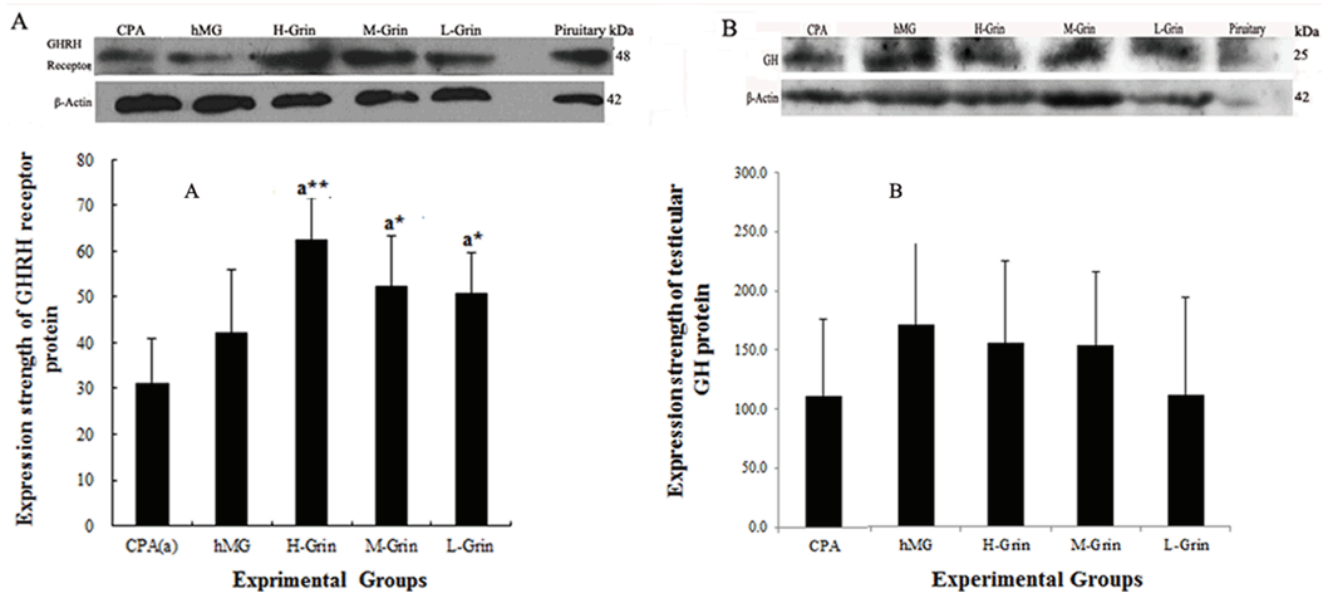 A
CPA hMG H-Grin M-Grin L-Grin Piruitary kDa
GHRH
Receptor
48
β-Actin
42
Expression strength of GHRH receptor
protein
80
70
60
50
40
30
20
10
0
A
a**
a*
a*
CPA(a) hMG H-Grin M-Grin L-Grin
Exprimental Groups
B
CPA hMG H-Grin M-Grin L-Grin Pituitary kDa
GH
25
β-Actin
42
Expression strength of testicular
GH protein
300.0
250.0
200.0
150.0
100.0
50.0
0.0
B
CPA hMG H-Grin M-Grin L-Grin
Experimental Groups